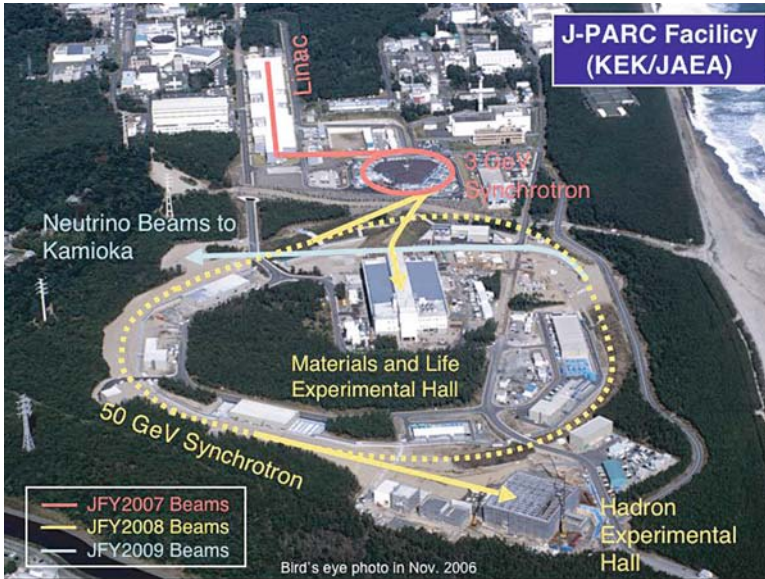 J-PARC Facilicy
(KEK/JAEA)
Linac
3 GeV
Synchrotron
Neutrino Beams to
Kamioka
Materials and Life
Experimental Hall
50 GeV Synchrotron
Hadron
Experimental
Hall
JFY2007 Beams
JFY2008 Beams
JFY2009 Beams
Bird`s eye photo in Nov. 2006